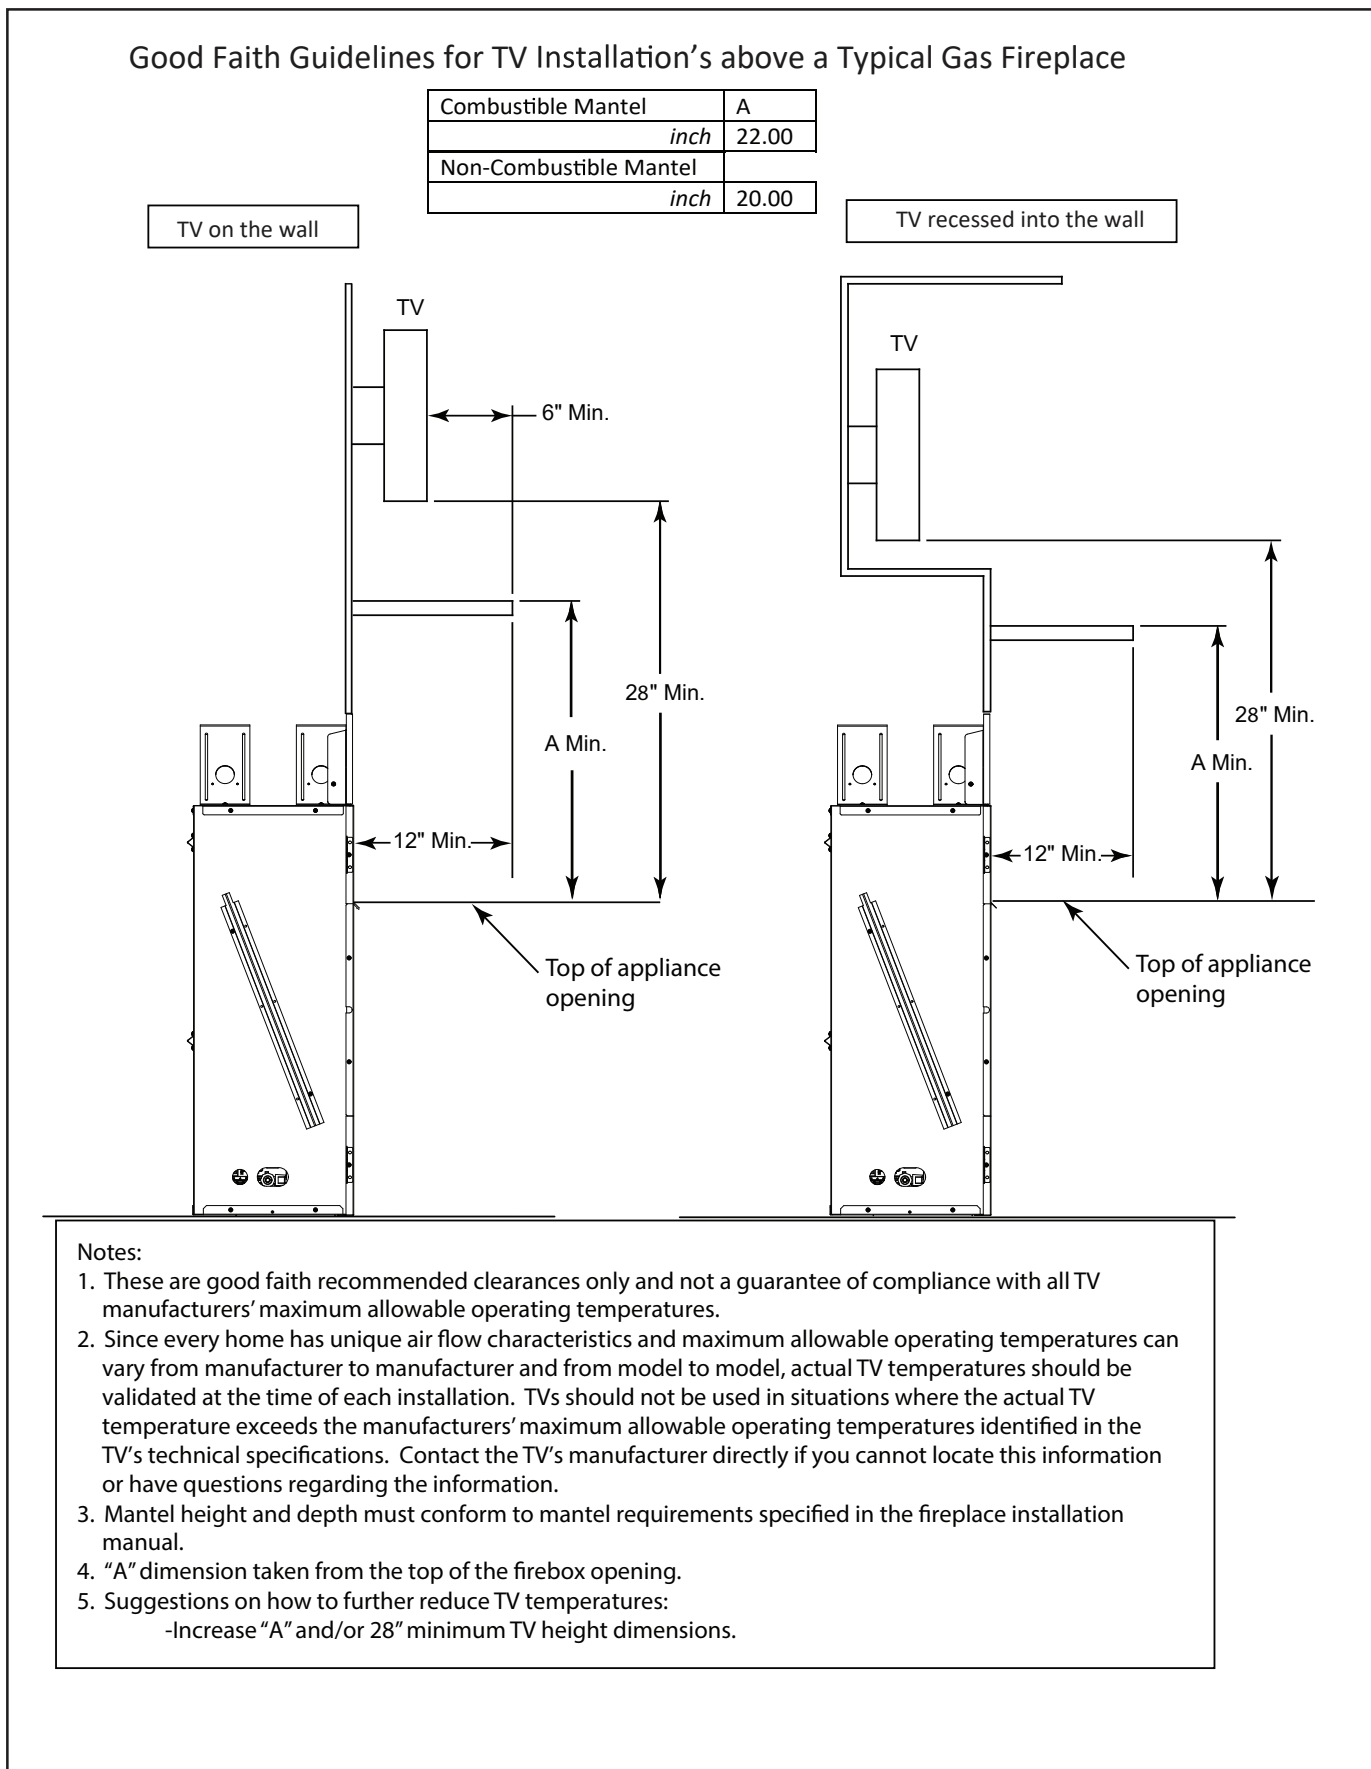 Good Faith Guidelines for TV Installation's above a Typical Gas Fireplace
Combustible Mantel A
inch 22.00
Non-Combustible Mantel
inch 20.00
TV on the wall
TV
6" Min.
28" Min.
A Min.
12" Min.
Top of appliance
opening
TV recessed into the wall
TV
28" Min.
A Min.
12" Min.
Top of appliance
opening
Notes:
1. These are good faith recommended clearances only and not a guarantee of compliance with all TV
manufacturers’ maximum allowable operating temperatures.
2. Since every home has unique air flow characteristics and maximum allowable operating temperatures can
vary from manufacturer to manufacturer and from model to model, actual TV temperatures should be
validated at the time of each installation. TVs should not be used in situations where the actual TV
temperature exceeds the manufacturers’ maximum allowable operating temperatures identified in the
TV’s technical specifications. Contact the TV’s manufacturer directly if you cannot locate this information
or have questions regarding the information.
3. Mantel height and depth must conform to mantel requirements specified in the fireplace installation
manual.
4. “A” dimension taken from the top of the firebox opening.
5. Suggestions on how to further reduce TV temperatures:
-Increase “A” and/or 28” minimum TV height dimensions.